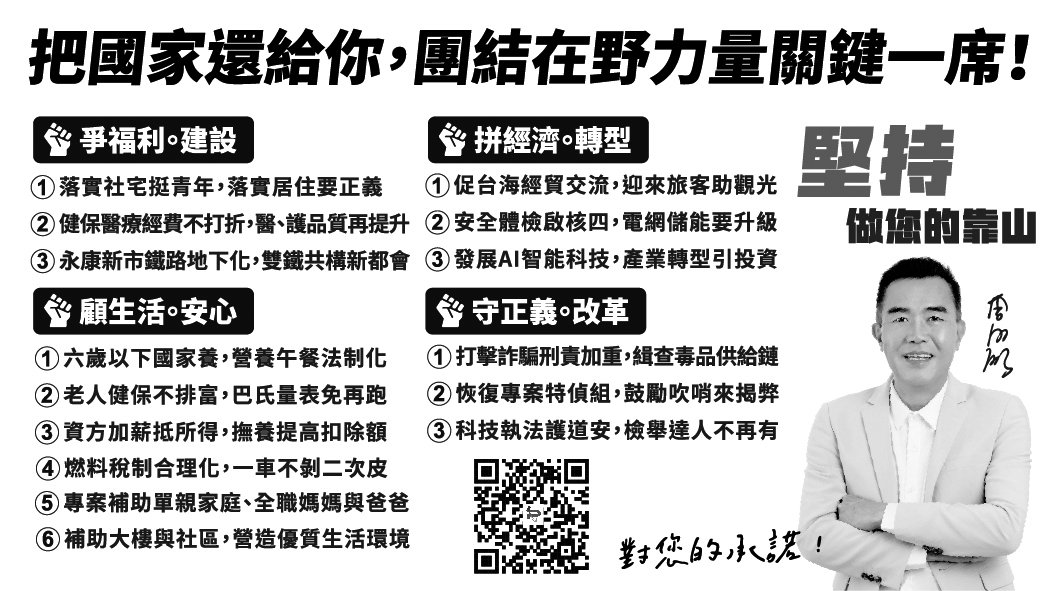 把國家還給你，團結在野力量關鍵一席！
爭福利。建設
①落實社宅挺青年，落實居住要正義
②健保醫療經費不打折，醫、護品質再提升
③永康新市鐵路地下化，雙鐵共構新都會
拼經濟。轉型
①促台海經貿交流，迎來旅客助觀光
②安全體檢啟核四，電網儲能要升級
③發展AI智能科技，產業轉型引投資
顧生活。安心
①六歲以下國家養，營養午餐法制化
②老人健保不排富，巴氏量表免再跑
③資方加薪抵所得，撫養提高扣除額
④燃料稅制合理化，一車不剝二次皮
⑤專案補助單親家庭、全職媽媽與爸爸
⑥補助大樓與社區，營造優質生活環境
守正義。改革
①打擊詐騙刑責加重，緝查毒品供給鏈
②恢復專案特偵組，鼓勵吹哨來揭弊
③科技執法護道安，檢舉達人不再有
堅持
做您的靠山
對您的承諾！